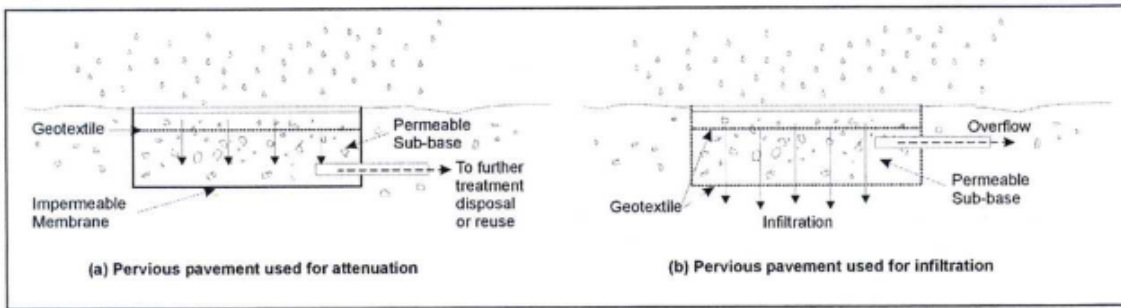 Geotextile
Permeable
Sub-base
To further
treatment
disposal
or reuse
Impermeable
Membrane
(a) Pervious pavement used for attenuation
Overflow
Permeable
Sub-base
Geotextile
Infiltration
(b) Pervious pavement used for infiltration